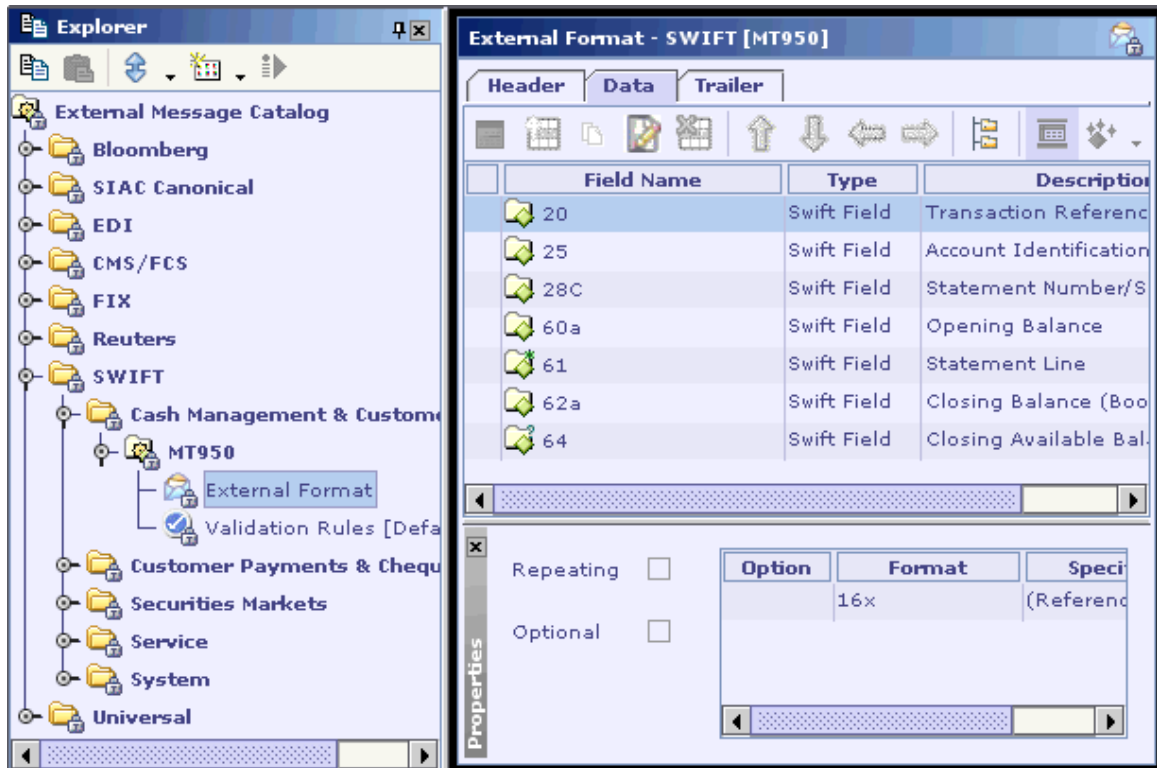 Explorer
External Message Catalog
Bloomberg
SIAC Canonical
EDI
CMS/FCS
FIX
Reuters
SWIFT
Cash Management & Custome
MT950
External Format
Validation Rules [Defa
Customer Payments & Chequ
Securities Markets
Service
System
Universal
External Format - SWIFT [MT950]
Header Data Trailer
Field Name Type Description
20 Swift Field Transaction Referenc
25 Swift Field Account Identification
28C Swift Field Statement Number/S
60a Swift Field Opening Balance
61 Swift Field Statement Line
62a Swift Field Closing Balance (Boo
64 Swift Field Closing Available Bal
Properties
Repeating
Optional
Option Format Specif
16x (Referenc